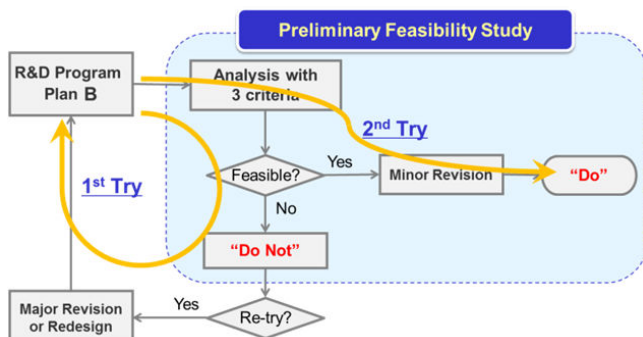 Preliminary Feasibility Study
R&D Program
Plan B
Analysis with
3 criteria
2nd Try
1st Try
Feasible?
Yes
Minor Revision
“Do”
No
“Do Not”
Major Revision
or Redesign
Yes
Re-try?